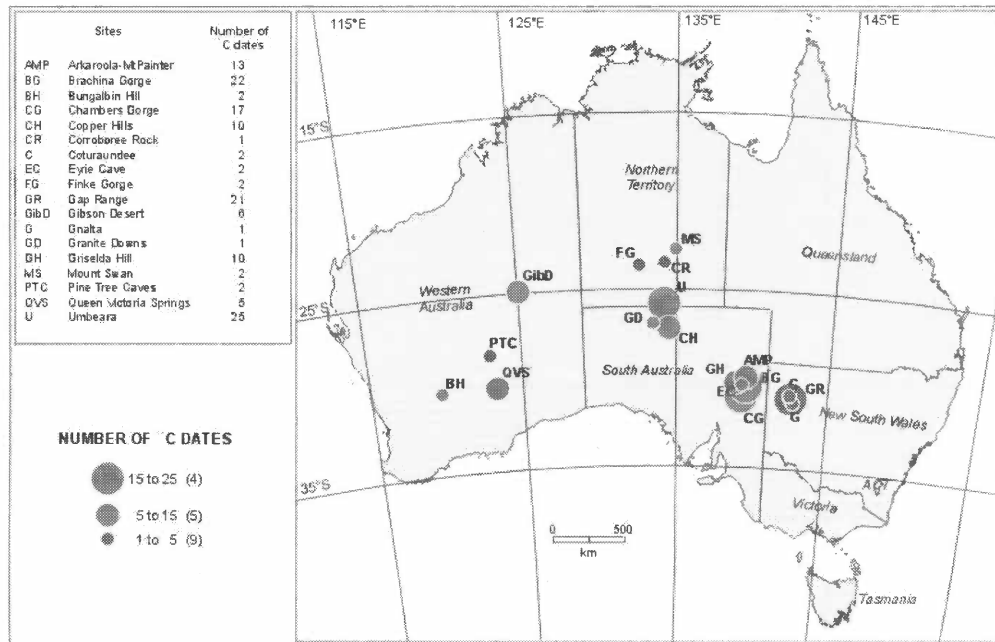 Sites Number of C dates
AMP Arkaroola-Mt Painter 13
BG Brachina Gorge 22
BH Bungalbin Hill 2
CG Chambers Gorge 17
CH Copper Hills 10
CR Corroboree Rock 1
C Coturaundee 2
EC Eyrie Cave 2
FG Finke Gorge 2
GR Gap Range 21
GibD Gibson Desert 6
G Gnalta 1
GD Granite Downs 1
GH Griselda Hill 10
MS Mount Swan 2
PTC Pine Tree Caves 2
QVS Queen Victoria Springs 5
U Umbeara 25
NUMBER OF C DATES
15 to 25 (4)
5 to 15 (5)
1 to 5 (9)
115°E 125°E 135°E 145°E
15°S
Northern
Territory
MS
FG
CR
Queensland
GibD
U
Western
Australia
25°S
GD
CH
PTC
AMP
South Australia
GH
BG
C
GR
QVS
BH
CG
G
New South Wales
35°S
ACT
Victoria
0 500
km
Tasmania